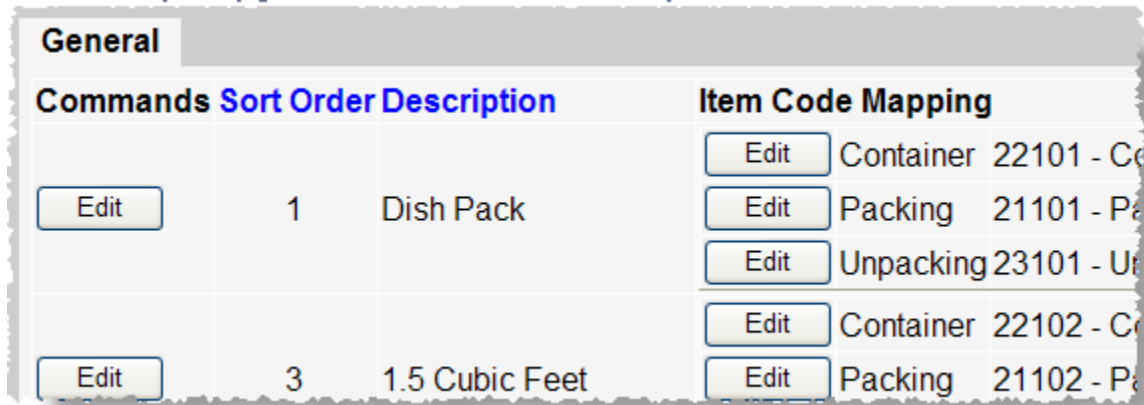 General
Commands Sort Order Description Item Code Mapping
Edit Container 22101 -
Edit 1 Dish Pack Edit Packing 21101 -
Edit Unpacking 23101 -
Edit Container 22102 -
Edit 3 1.5 Cubic Feet Edit Packing 21102 -